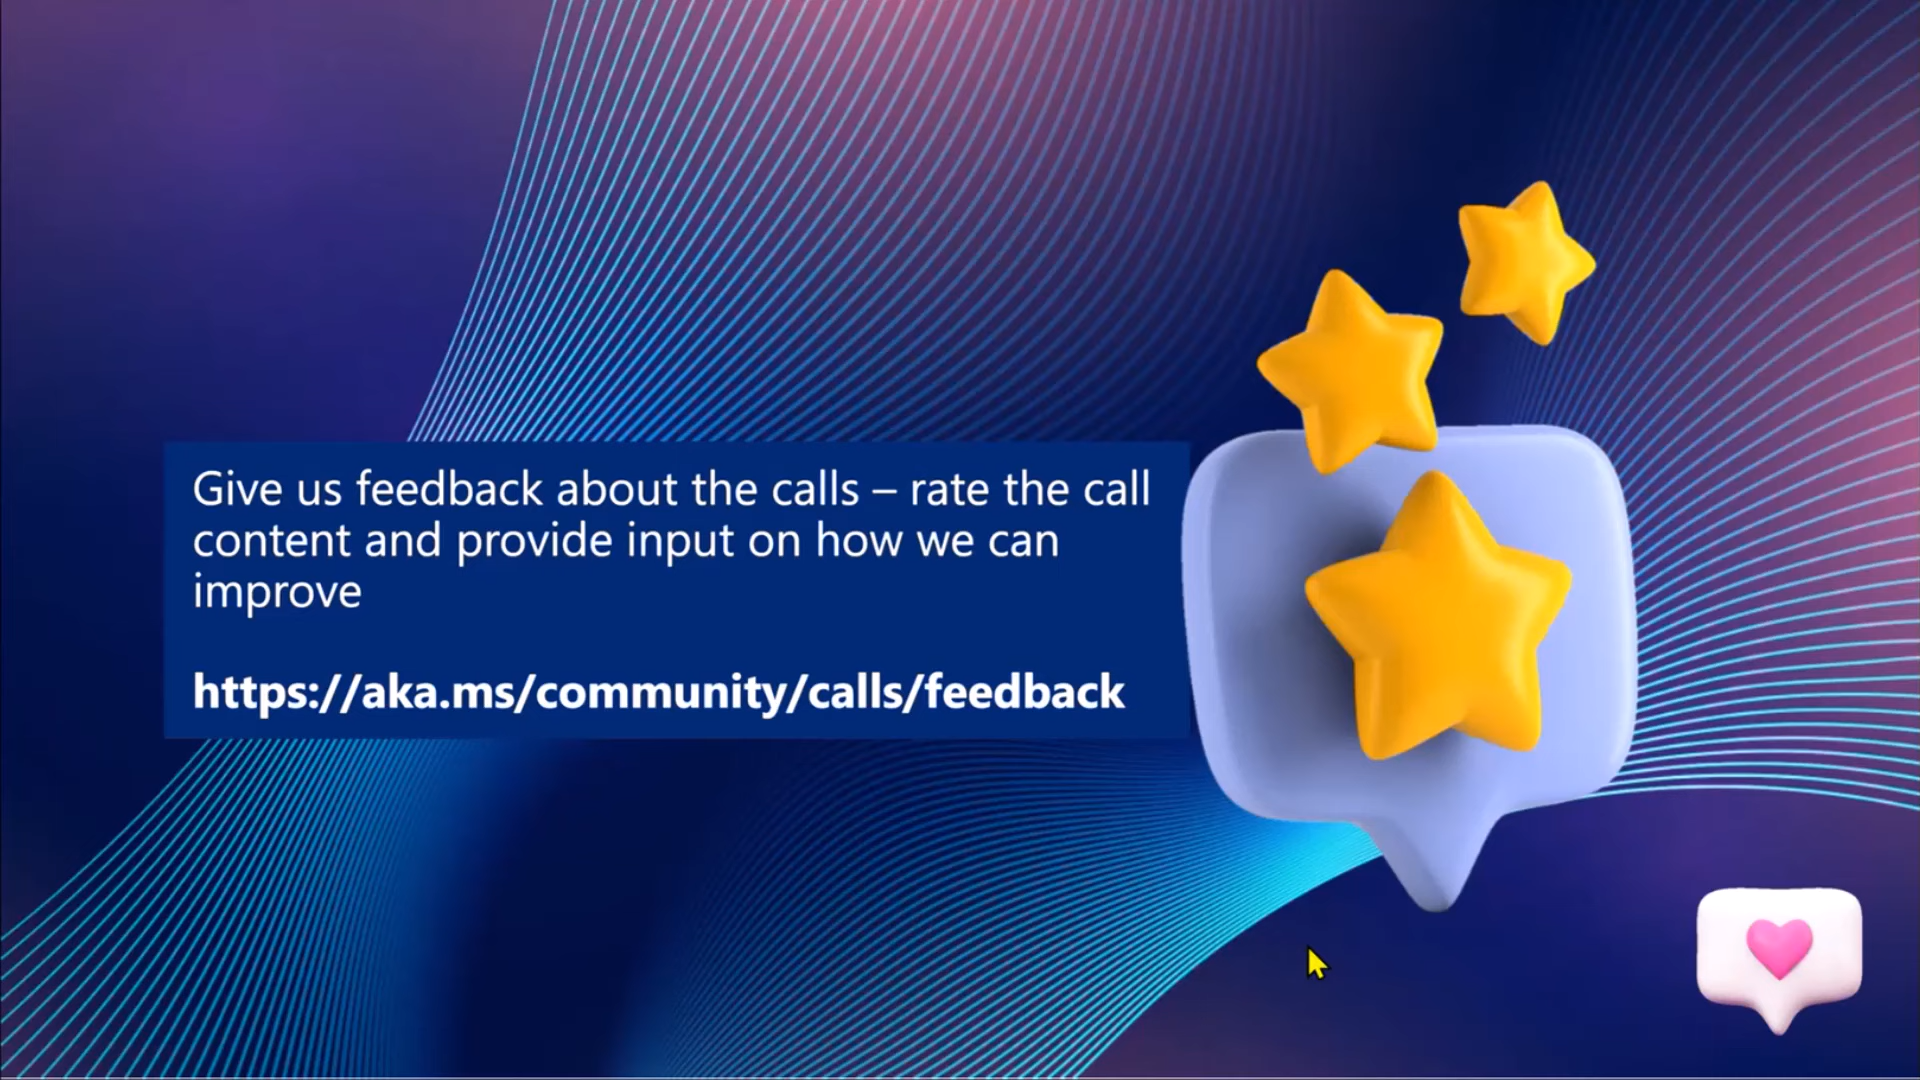 Give us feedback about the calls – rate the call
content and provide input on how we can
improve
https://aka.ms/community/calls/feedback